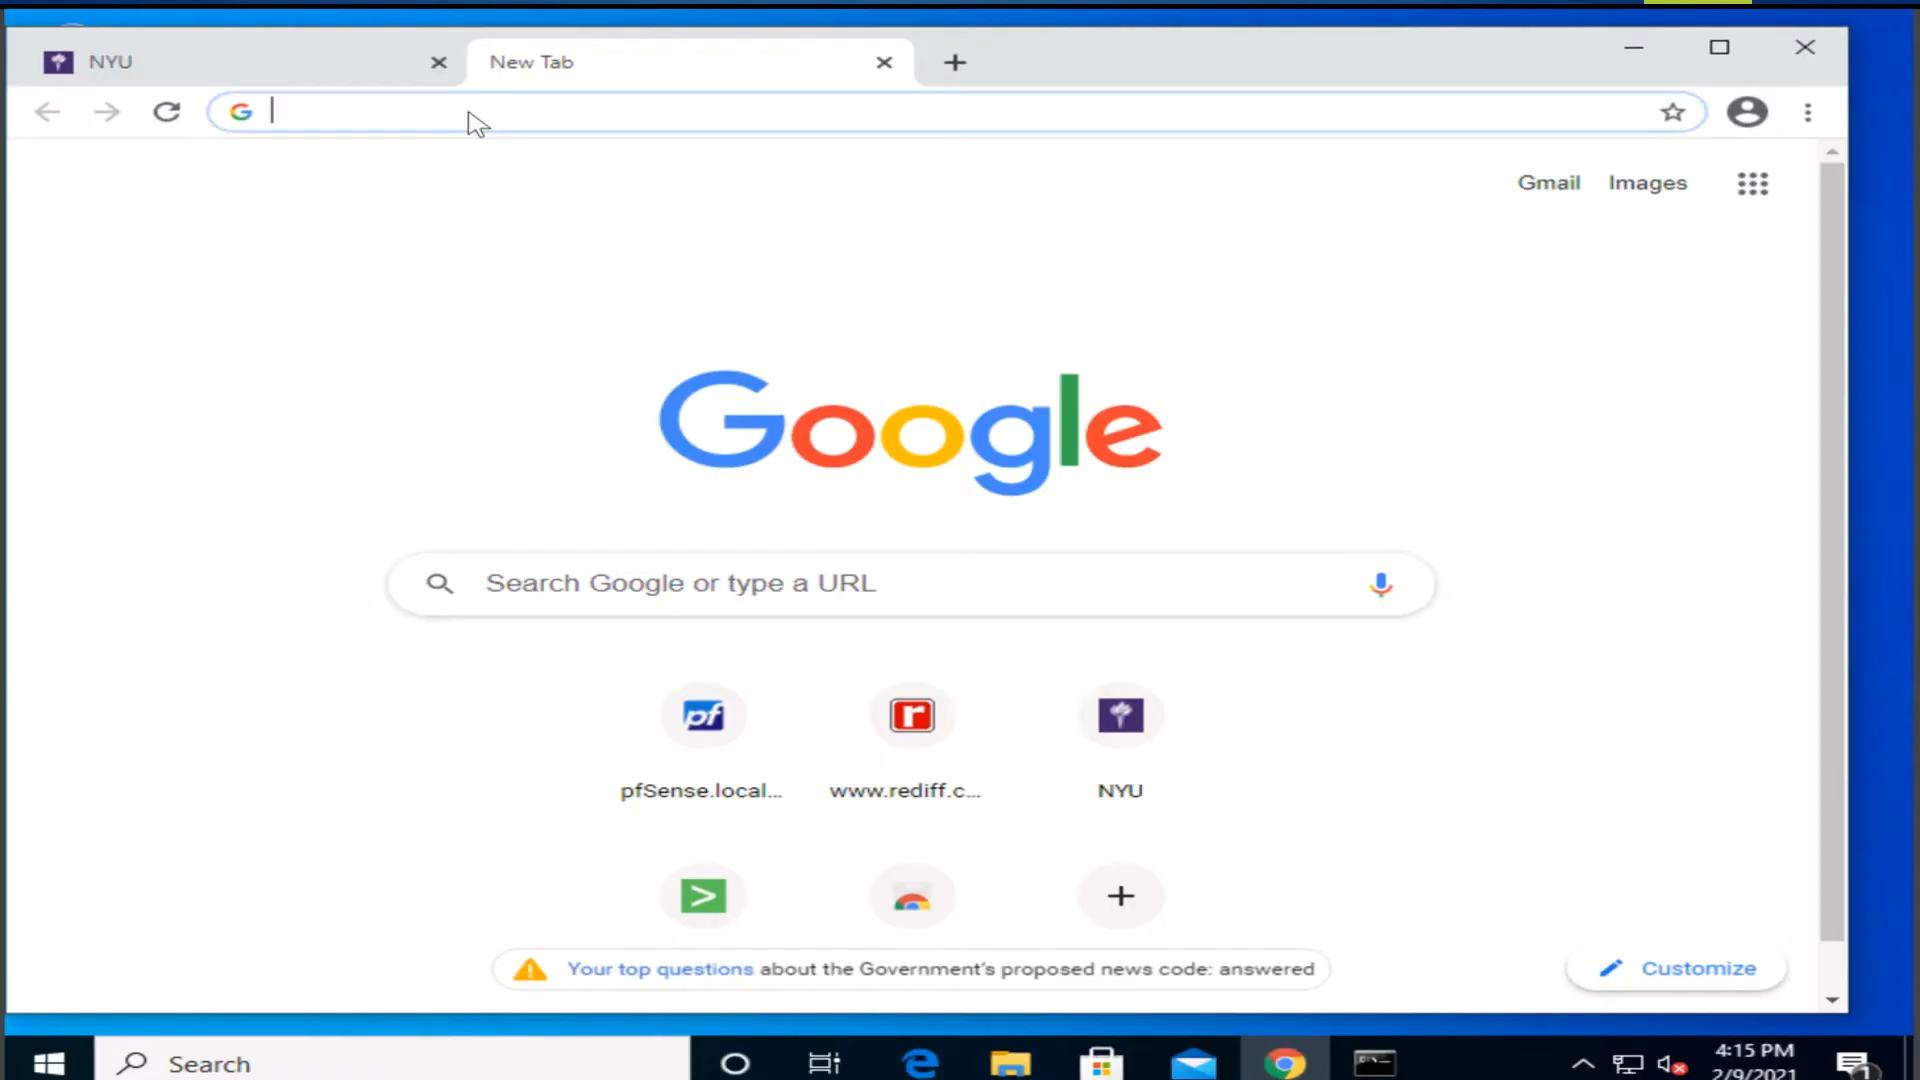 NYU
New Tab
Gmail Images
Google
Search Google or type a URL
pf r
pfSense.local... www.rediff.c... NYU
Your top questions about the Government's proposed news code: answered
Customize
Search
4:15 PM
2/9/2021
1